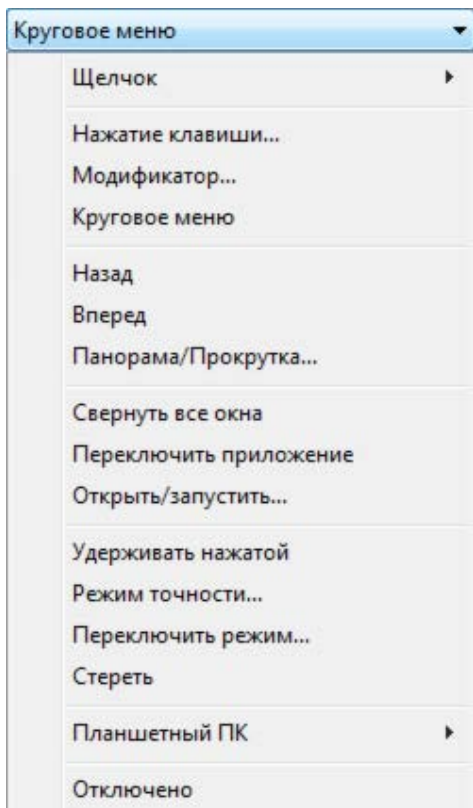 Круговое меню
Щелчок
Нажатие клавиши...
Модификатор...
Круговое меню
Назад
Вперед
Панорама/Прокрутка...
Свернуть все окна
Переключить приложение
Открыть/запустить...
Удерживать нажатой
Режим точности...
Переключить режим...
Стереть
Планшетный ПК
Отключено